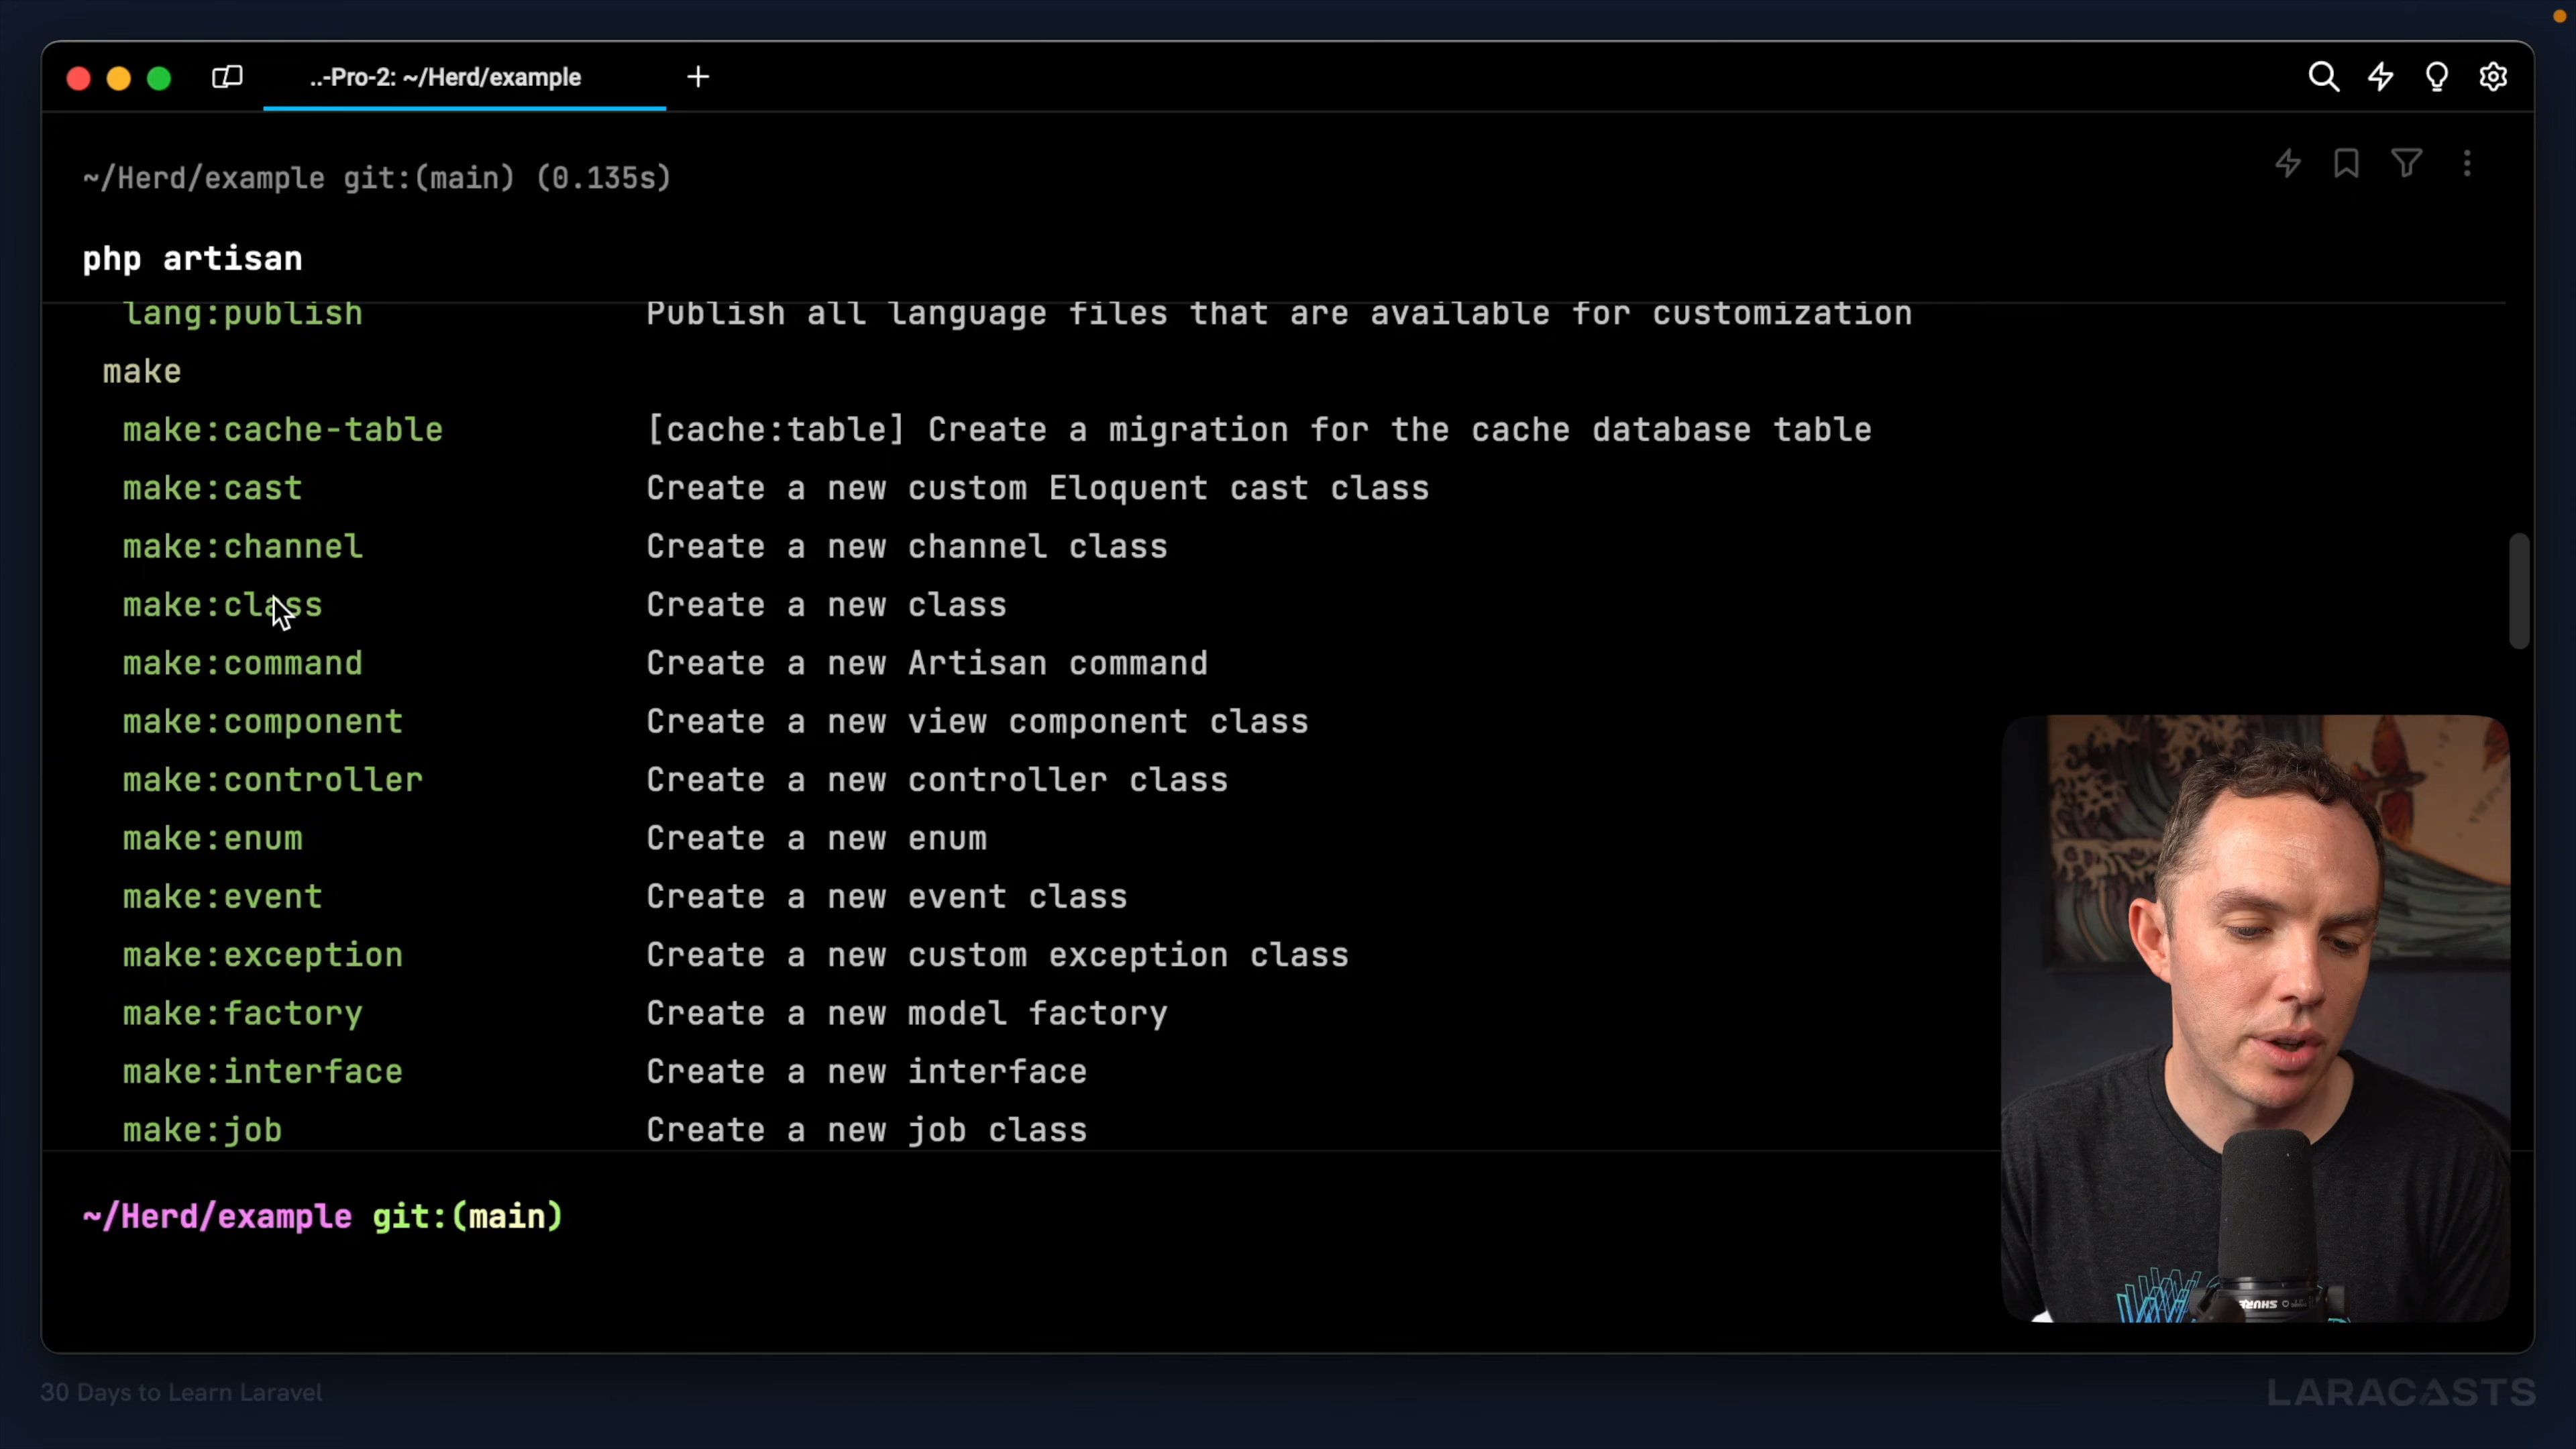 ..-Pro-2: ~/Herd/example
~/Herd/example git:(main) (0.135s)
php artisan
lang:publish Publish all language files that are available for customization
make
make:cache-table [cache:table] Create a migration for the cache database table
make:cast Create a new custom Eloquent cast class
make:channel Create a new channel class
make:class Create a new class
make:command Create a new Artisan command
make:component Create a new view component class
make:controller Create a new controller class
make:enum Create a new enum
make:event Create a new event class
make:exception Create a new custom exception class
make:factory Create a new model factory
make:interface Create a new interface
make:job Create a new job class
~/Herd/example git:(main)
SHURE
30 Days to Learn Laravel
LARACASTS